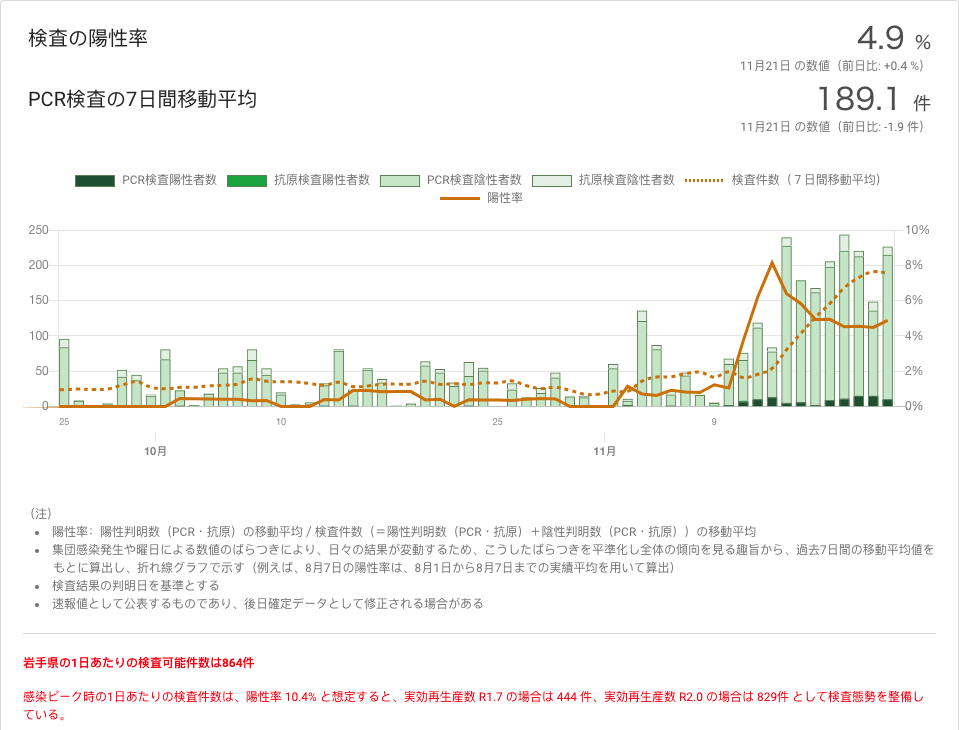 検査の陽性率
4.9 %
11月21日 の数値（前日比: +0.4 %）
PCR検査の7日間移動平均
189.1 件
11月21日 の数値（前日比: -1.9 件）
PCR検査陽性者数 抗原検査陽性者数 PCR検査陰性者数 抗原検査陰性者数 検査件数（７日間移動平均）
陽性率
250 10%
200 8%
150 6%
100 4%
50 2%
0 0%
25 10 25 9
10月 11月
（注）
• 陽性率：陽性判明数（PCR・抗原）の移動平均 / 検査件数（＝陽性判明数（PCR・抗原）＋陰性判明数（PCR・抗原））の移動平均
• 集団感染発生や曜日による数値のばらつきにより、日々の結果が変動するため、こうしたばらつきを平準化し全体の傾向を見る趣旨から、過去7日間の移動平均値を
もとに算出し、折れ線グラフで示す（例えば、8月7日の陽性率は、8月1日から8月7日までの実績平均を用いて算出）
• 検査結果の判明日を基準とする
• 速報値として公表するものであり、後日確定データとして修正される場合がある
岩手県の1日あたりの検査可能件数は864件
感染ピーク時の1日あたりの検査件数は、陽性率 10.4% と想定すると、実効再生産数 R1.7 の場合は 444 件、実効再生産数 R2.0 の場合は 829件 として検査態勢を整備し
ている。